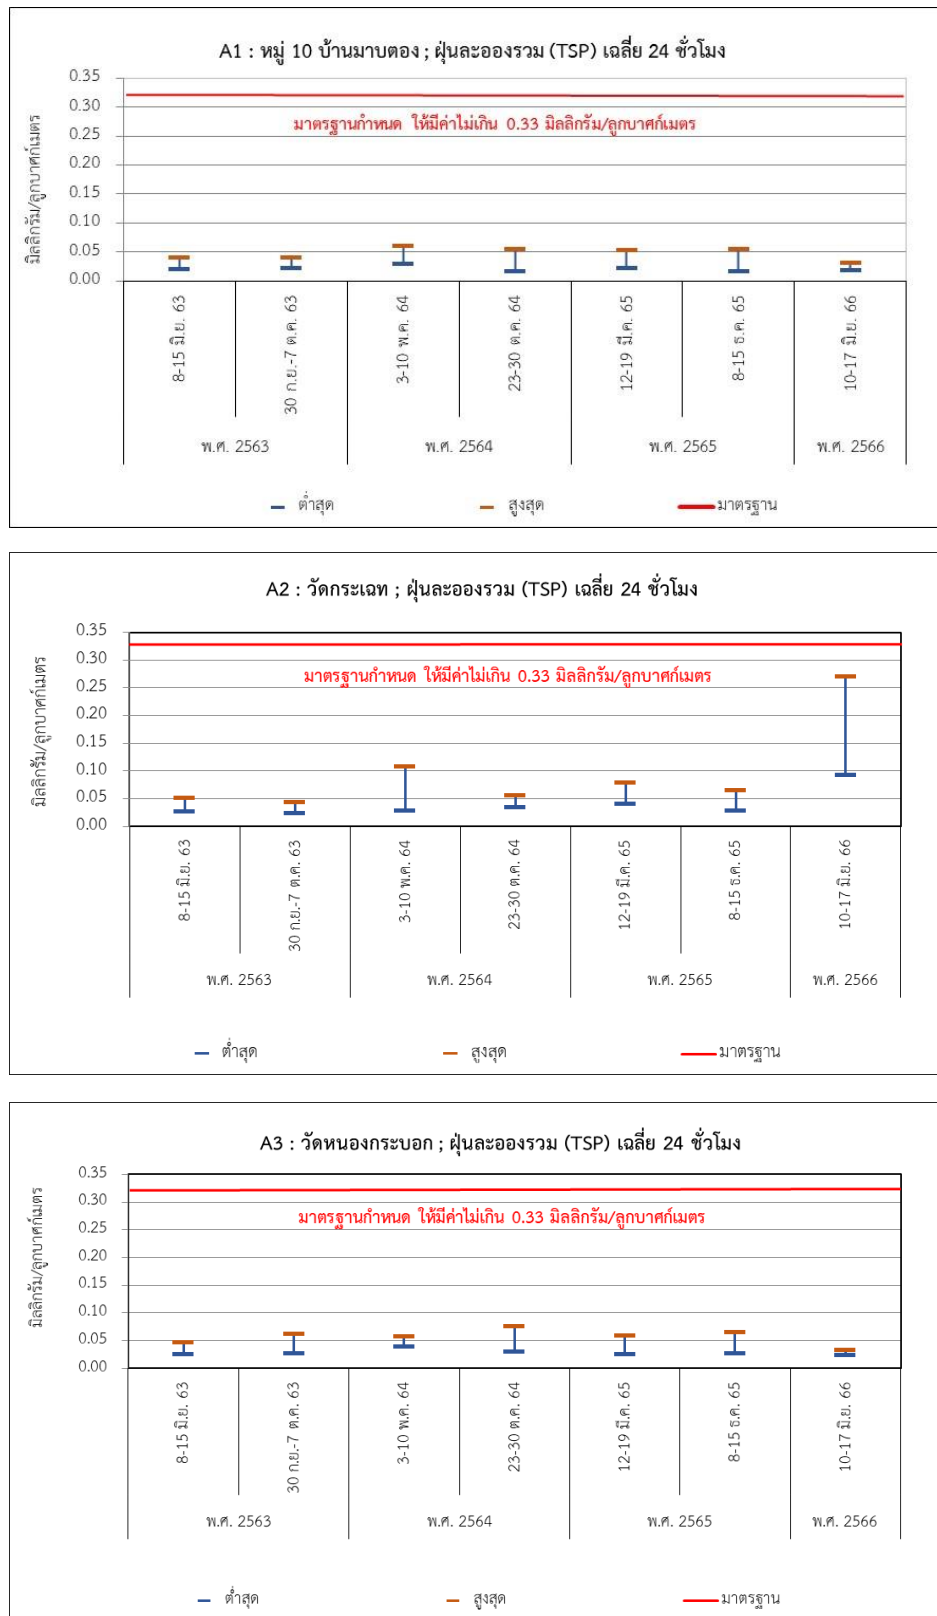 A1 : หมู่ 10 บ้านมาบตอง ; ฝุ่นละอองรวม (TSP) เฉลี่ย 24 ชั่วโมง
0.35
0.30
มาตรฐานกำหนด ให้มีค่าไม่เกิน 0.33 มิลลิกรัม/ลูกบาศก์เมตร
0.25
0.20
0.15
0.10
0.05
0.00
มิลลิกรัม/ลูกบาศก์เมตร
8-15 มิ.ย. 63
30 ก.ย.-7 ต.ค. 63
3-10 พ.ค. 64
23-30 ต.ค. 64
12-19 มี.ค. 65
8-15 ธ.ค. 65
10-17 มิ.ย. 66
พ.ศ. 2563 พ.ศ. 2564 พ.ศ. 2565 พ.ศ. 2566
ต่ำสุด สูงสุด มาตรฐาน
A2 : วัดกระเฉท ; ฝุ่นละอองรวม (TSP) เฉลี่ย 24 ชั่วโมง
0.35
0.30
มาตรฐานกำหนด ให้มีค่าไม่เกิน 0.33 มิลลิกรัม/ลูกบาศก์เมตร
0.25
0.20
0.15
0.10
0.05
0.00
มิลลิกรัม/ลูกบาศก์เมตร
8-15 มิ.ย. 63
30 ก.ย.-7 ต.ค. 63
3-10 พ.ค. 64
23-30 ต.ค. 64
12-19 มี.ค. 65
8-15 ธ.ค. 65
10-17 มิ.ย. 66
พ.ศ. 2563 พ.ศ. 2564 พ.ศ. 2565 พ.ศ. 2566
ต่ำสุด สูงสุด มาตรฐาน
A3 : วัดหนองกระบอก ; ฝุ่นละอองรวม (TSP) เฉลี่ย 24 ชั่วโมง
0.35
0.30
มาตรฐานกำหนด ให้มีค่าไม่เกิน 0.33 มิลลิกรัม/ลูกบาศก์เมตร
0.25
0.20
0.15
0.10
0.05
0.00
มิลลิกรัม/ลูกบาศก์เมตร
8-15 มิ.ย. 63
30 ก.ย.-7 ต.ค. 63
3-10 พ.ค. 64
23-30 ต.ค. 64
12-19 มี.ค. 65
8-15 ธ.ค. 65
10-17 มิ.ย. 66
พ.ศ. 2563 พ.ศ. 2564 พ.ศ. 2565 พ.ศ. 2566
ต่ำสุด สูงสุด มาตรฐาน